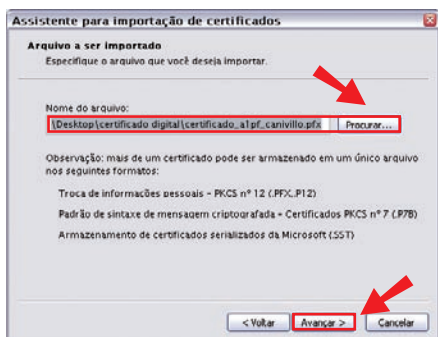 Assistente para importação de certificados
Arquivo a ser importado
Especifique o arquivo que você deseja importar.
Nome do arquivo:
\Desktop\certificado digital\certificado_a1pf_canivillo.pfx
Procurar...
Observação: mais de um certificado pode ser armazenado em um único arquivo
nos seguintes formatos:
Troca de informações pessoais - PKCS nº 12 (.PFX,.P12)
Padrão de sintaxe de mensagem criptografada - Certificados PKCS nº 7 (.P7B)
Armazenamento de certificados serializados da Microsoft (.SST)
< Voltar
Avançar >
Cancelar